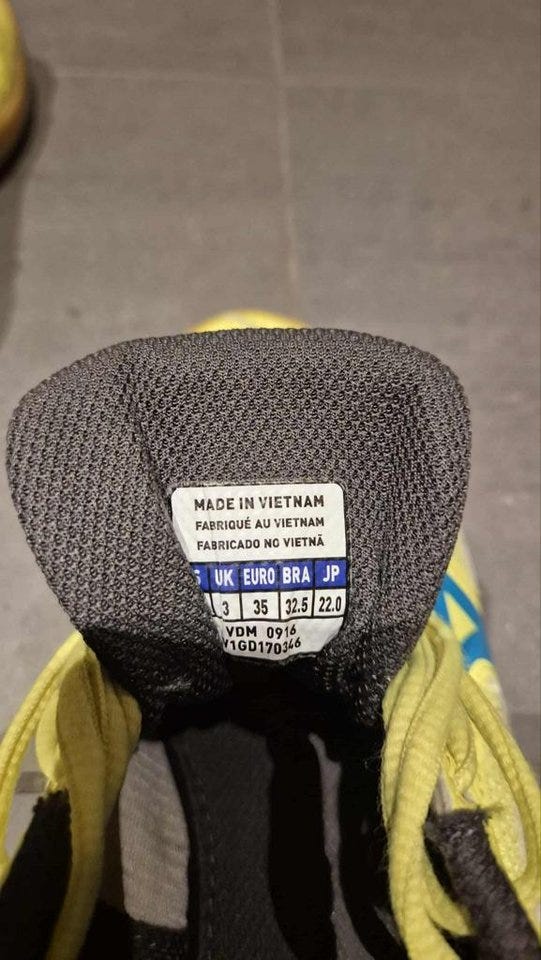 MADE IN VIETNAM
FABRIQUÉ AU VIETNAM
FABRICADO NO VIETNÃ
UK EURO BRA JP
3 35 32.5 22.0
VDM 0916
V1GD170346